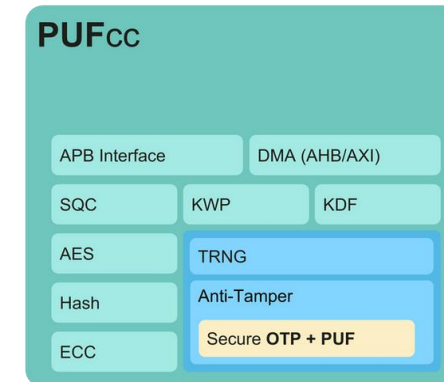 PUFcc
APB Interface
DMA (AHB/AXI)
SQC
KWP
KDF
AES
TRNG
Hash
Anti-Tamper
Secure OTP + PUF
ECC